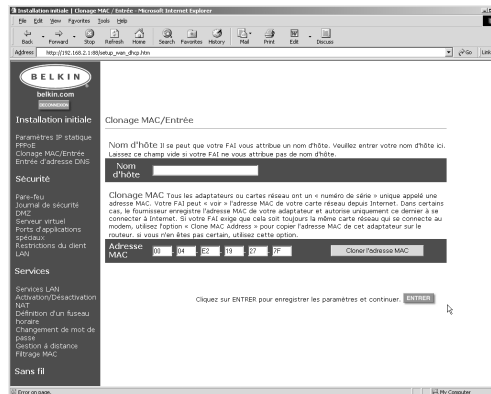 Installation initiale | Clonage MAC / Entrée - Microsoft Internet Explorer
File Edit View Favorites Tools Help
Back Forward Stop Refresh Home Search Favorites History Mail Print Edit Discuss
Address http://192.168.2.1:88/setup_wan_dhcp.htm Go Link
BELKIN
belkin.com
DECONNEXION
Installation initiale
Paramètres IP statique
PPPoE
Clonage MAC/Entrée
Entrée d'adresse DNS
Sécurité
Pare-feu
Journal de sécurité
DMZ
Serveur virtuel
Ports d'applications
spéciaux
Restrictions du client
LAN
Services
Services LAN
Activation/Désactivation
NAT
Définition d'un fuseau
horaire
Changement de mot de
passe
Gestion à distance
Filtrage MAC
Sans fil
Clonage MAC/Entrée
Nom d'hôte Il se peut que votre FAI vous attribue un nom d'hôte. Veuillez entrer votre nom d'hôte ici.
Laissez ce champ vide si votre FAI ne vous attribue pas de nom d'hôte.
Nom
d'hôte
Clonage MAC Tous les adaptateurs ou cartes réseau ont un « numéro de série » unique appelé une
adresse MAC. Votre FAI peut « voir » l'adresse MAC de votre carte réseau depuis Internet. Dans certains
cas, le fournisseur enregistre l'adresse MAC de votre adaptateur et autorise uniquement ce dernier à se
connecter à Internet. Si votre FAI exige que cela soit toujours la même carte réseau qui se connecte au
modem, utilisez l'option « Clone MAC Address » pour copier l'adresse MAC de cet adaptateur sur le
routeur. si vous n'êtes pas certain, utilisez cette option.
Adresse
MAC
00 . 04 . E2 . 19 . 27 . 7F Cloner l'adresse MAC
Cliquez sur ENTRER pour enregistrer les paramètres et continuer. ENTRER
Error on page. My Computer